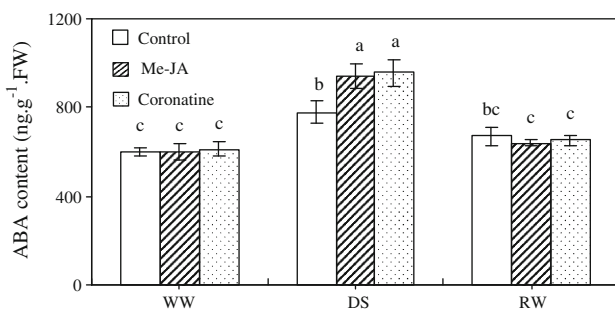 1200
800
400
0
ABA content (ng.g⁻¹.FW)
Control
Me-JA
Coronatine
c c c
b a a
bc c c
WW DS RW